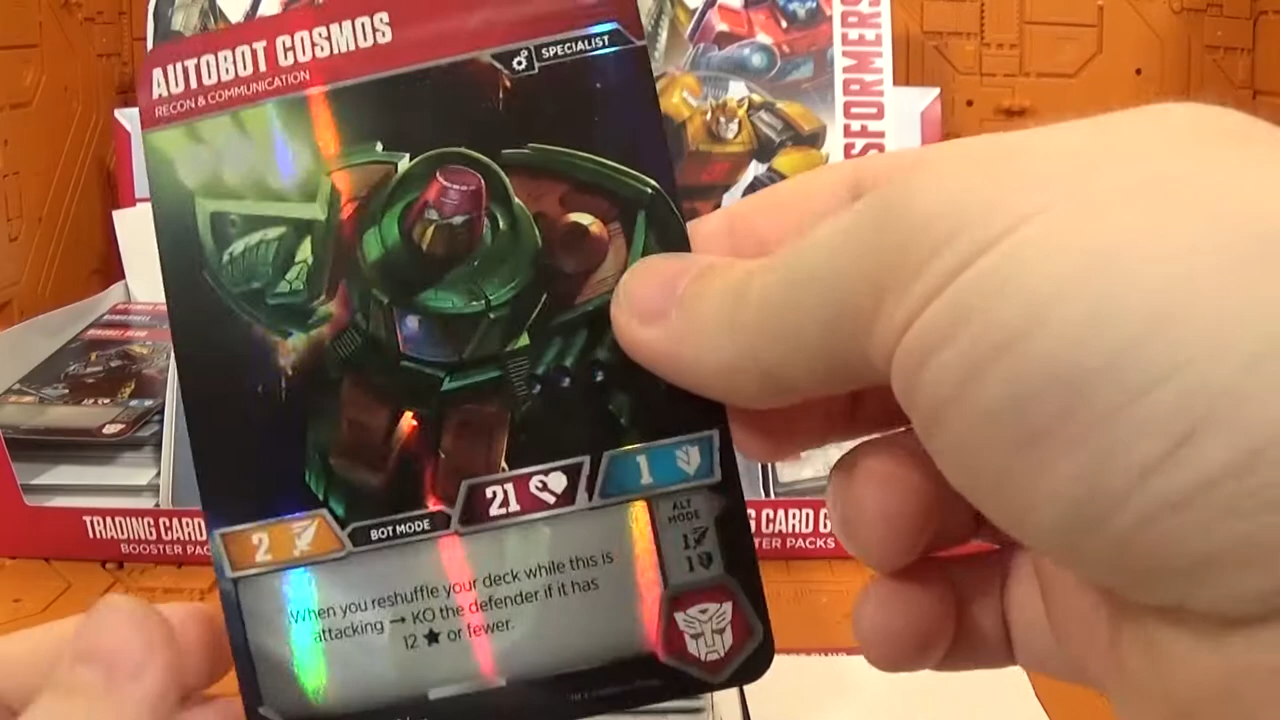 AUTOBOT COSMOS
RECON & COMMUNICATION
SPECIALIST
SFORMERS
BOMBSHELL
TRADING CARD
BOOSTER PAC
G CARD G
TER PACKS
2
BOT MODE
21
1
ALT
MODE
1
1
When you reshuffle your deck while this is
attacking → KO the defender if it has
12 ★ or fewer.